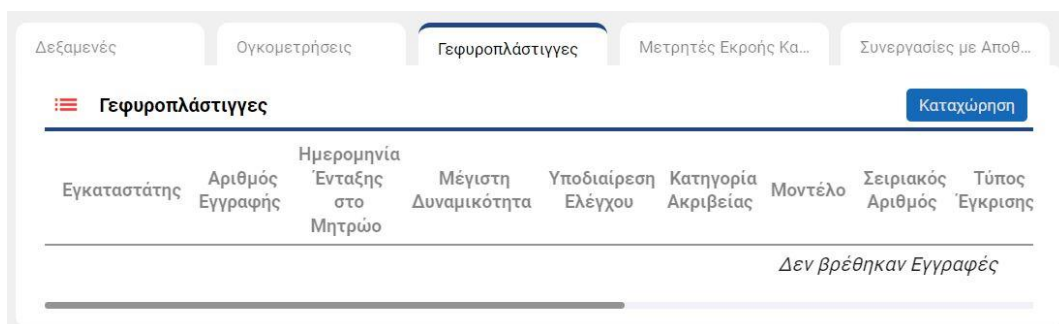 Δεξαμενές
Ογκομετρήσεις
Γεφυροπλάστιγγες
Μετρητές Εκροής Κα...
Συνεργασίες με Αποθ...
Γεφυροπλάστιγγες
Καταχώρηση
Εγκαταστάτης
Αριθμός
Εγγραφής
Ημερομηνία
Ένταξης
στο
Μητρώο
Μέγιστη
Δυναμικότητα
Υποδιαίρεση
Ελέγχου
Κατηγορία
Ακριβείας
Μοντέλο
Σειριακός
Αριθμός
Τύπος
Έγκρισης
Δεν βρέθηκαν Εγγραφές